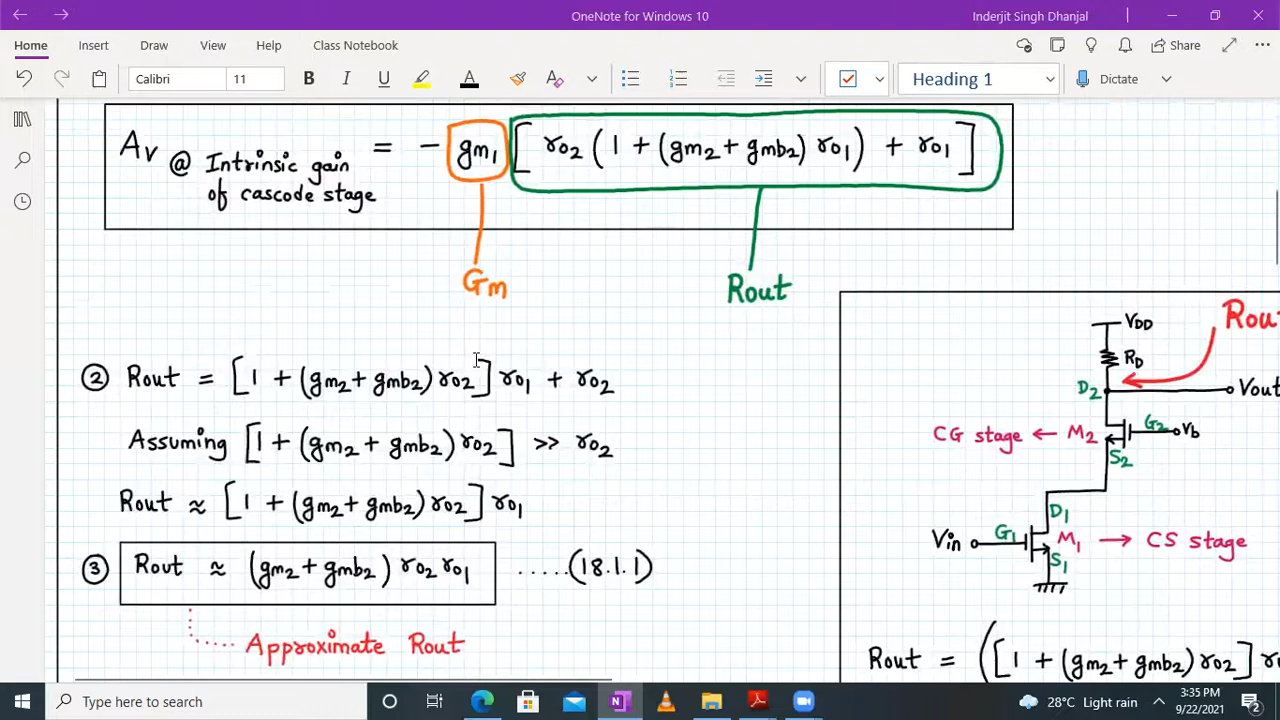 OneNote for Windows 10
Inderjit Singh Dhanjal
Home Insert Draw View Help Class Notebook
Share
Calibri 11 B I U A Heading 1 Dictate
Av @ Intrinsic gain of cascode stage = - gm1 [ ro2 ( 1 + (gm2 + gmb2) ro1 ) + ro1 ]
Gm
Rout
② Rout = [1 + (gm2 + gmb2) ro2] ro1 + ro2
Assuming [1 + (gm2 + gmb2) ro2] >> ro2
Rout ≈ [1 + (gm2 + gmb2) ro2] ro1
③ Rout ≈ (gm2 + gmb2) ro2 ro1 .....(18.1.1)
Approximate Rout
VDD
Rou
RD
D2
Vout
CG stage ← M2
G2
Vb
S2
D1
Vin
G1
M1 → CS stage
S1
Rout = ([1 + (gm2 + gmb2) ro2] r
Type here to search
28°C Light rain
3:35 PM
9/22/2021
2